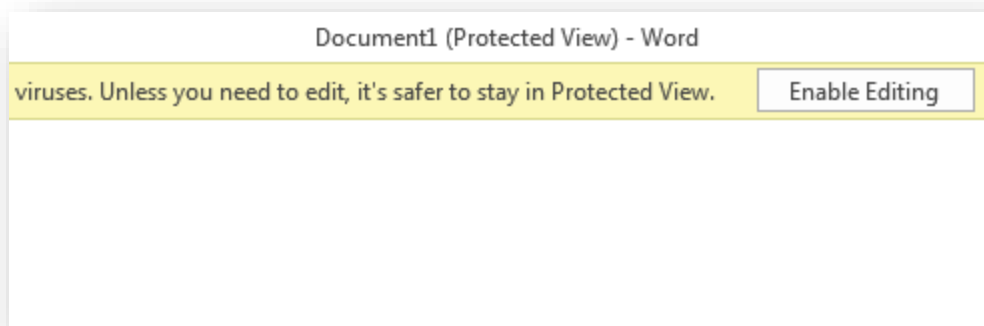 Document1 (Protected View) - Word
viruses. Unless you need to edit, it's safer to stay in Protected View.
Enable Editing